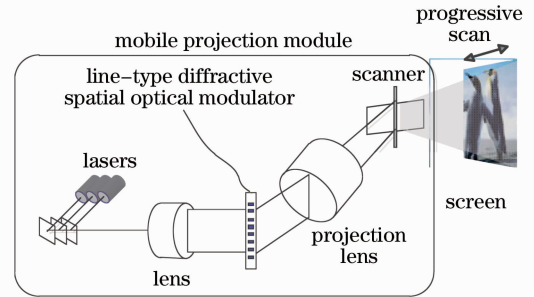 progressive
scan
mobile projection module
line−type diffractive
spatial optical modulator
scanner
lasers
screen
projection
lens
lens